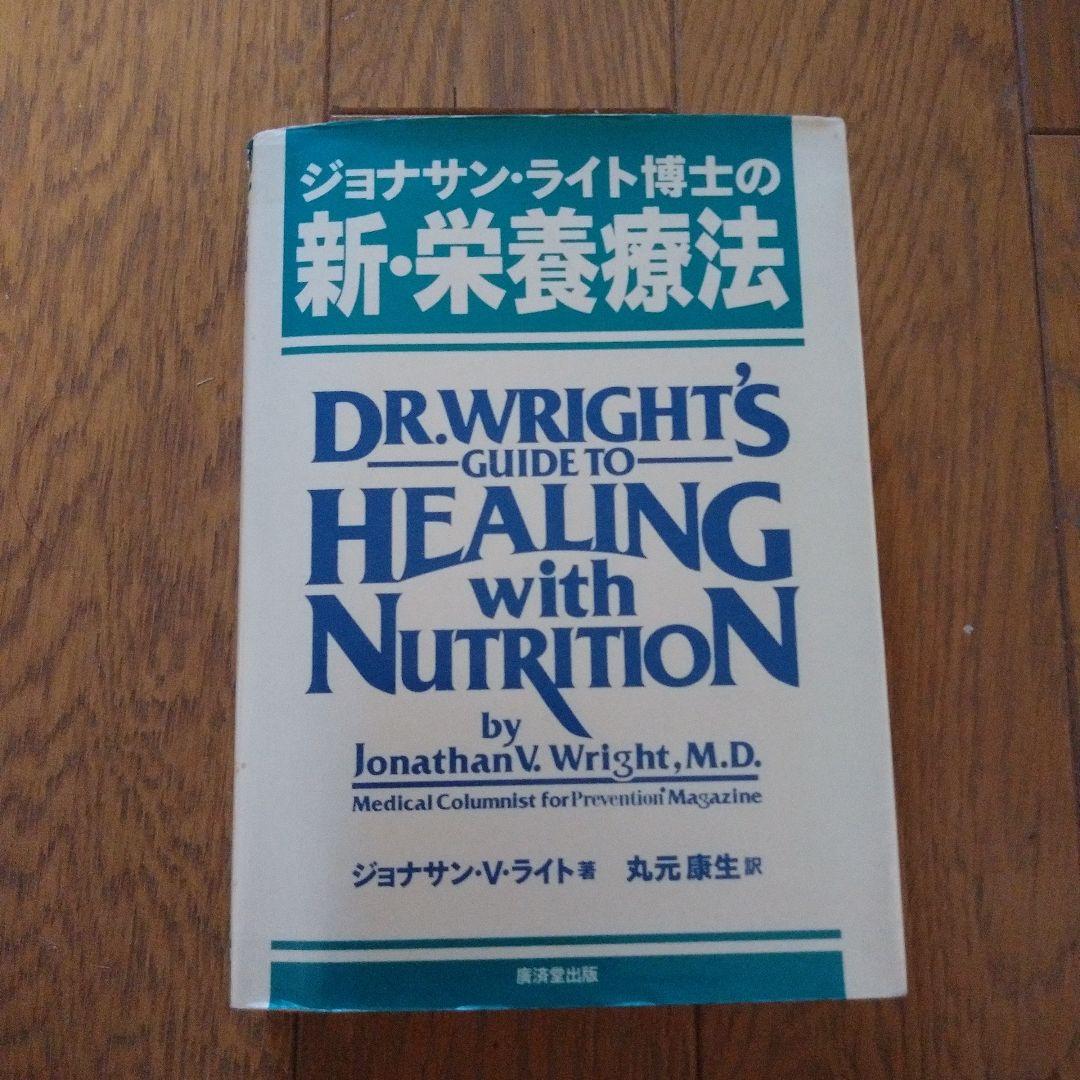 ジョナサン・ライト博士の
新・栄養療法
DR. WRIGHT'S
GUIDE TO
HEALING
with
NUTRITION
by
Jonathan V. Wright, M.D.
Medical Columnist for Prevention® Magazine
ジョナサン・V・ライト著 丸元康生訳
廣済堂出版